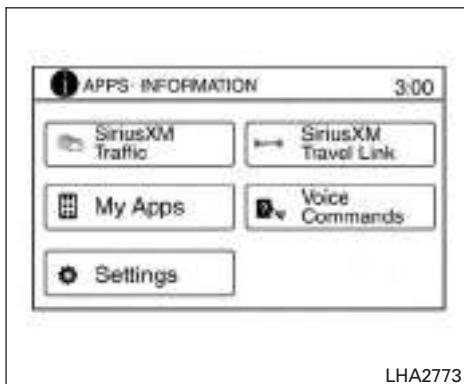 i APPS· INFORMATION 3:00
SiriusXM
Traffic
SiriusXM
Travel Link
My Apps
Voice
Commands
Settings
LHA2773